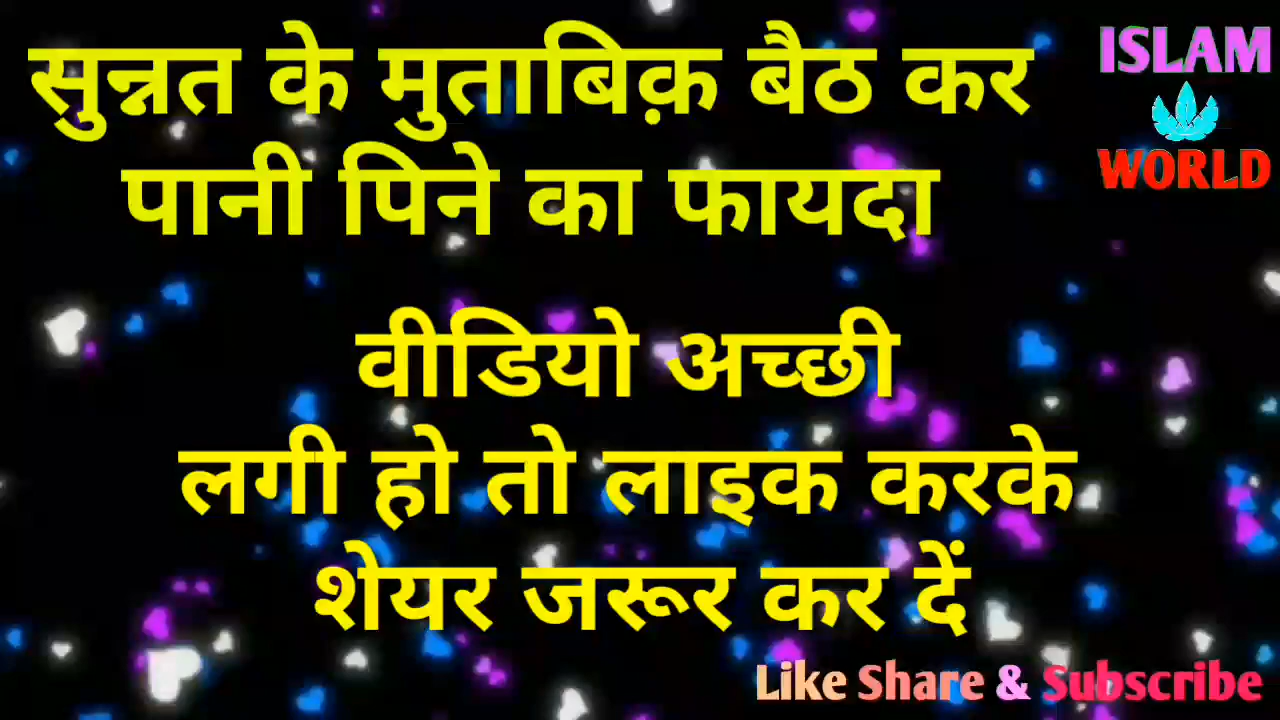 सुन्नत के मुताबिक़ बैठ कर
पानी पिने का फायदा
ISLAM
WORLD
वीडियो अच्छी
लगी हो तो लाइक करके
शेयर जरूर कर दें
Like Share & Subscribe